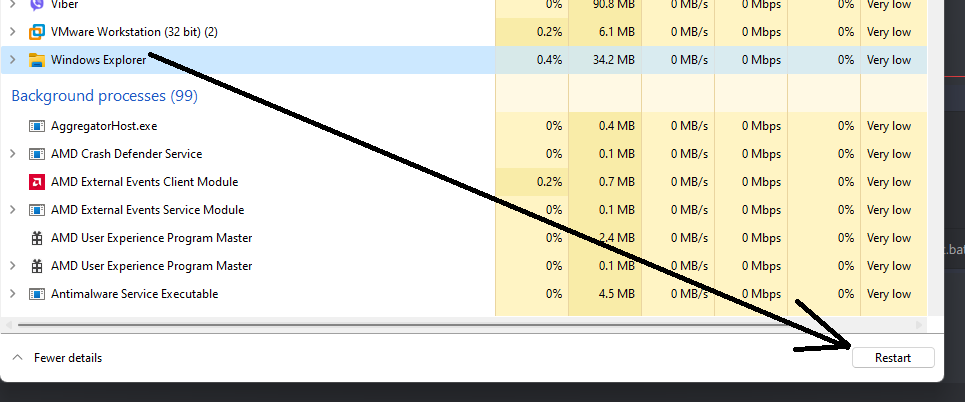 Viber 0% 90.8 MB 0 MB/s 0 Mbps 0% Very low
VMware Workstation (32 bit) (2) 0.2% 6.1 MB 0 MB/s 0 Mbps 0% Very low
Windows Explorer 0.4% 34.2 MB 0 MB/s 0 Mbps 0% Very low
Background processes (99)
AggregatorHost.exe 0% 0.4 MB 0 MB/s 0 Mbps 0% Very low
AMD Crash Defender Service 0% 0.1 MB 0 MB/s 0 Mbps 0% Very low
AMD External Events Client Module 0.2% 0.7 MB 0 MB/s 0 Mbps 0% Very low
AMD External Events Service Module 0% 0.1 MB 0 MB/s 0 Mbps 0% Very low
AMD User Experience Program Master 0% 2.4 MB 0 MB/s 0 Mbps 0% Very low
c.bat
AMD User Experience Program Master 0% 0.1 MB 0 MB/s 0 Mbps 0% Very low
Antimalware Service Executable 0% 4.5 MB 0 MB/s 0 Mbps 0% Very low
Fewer details
Restart